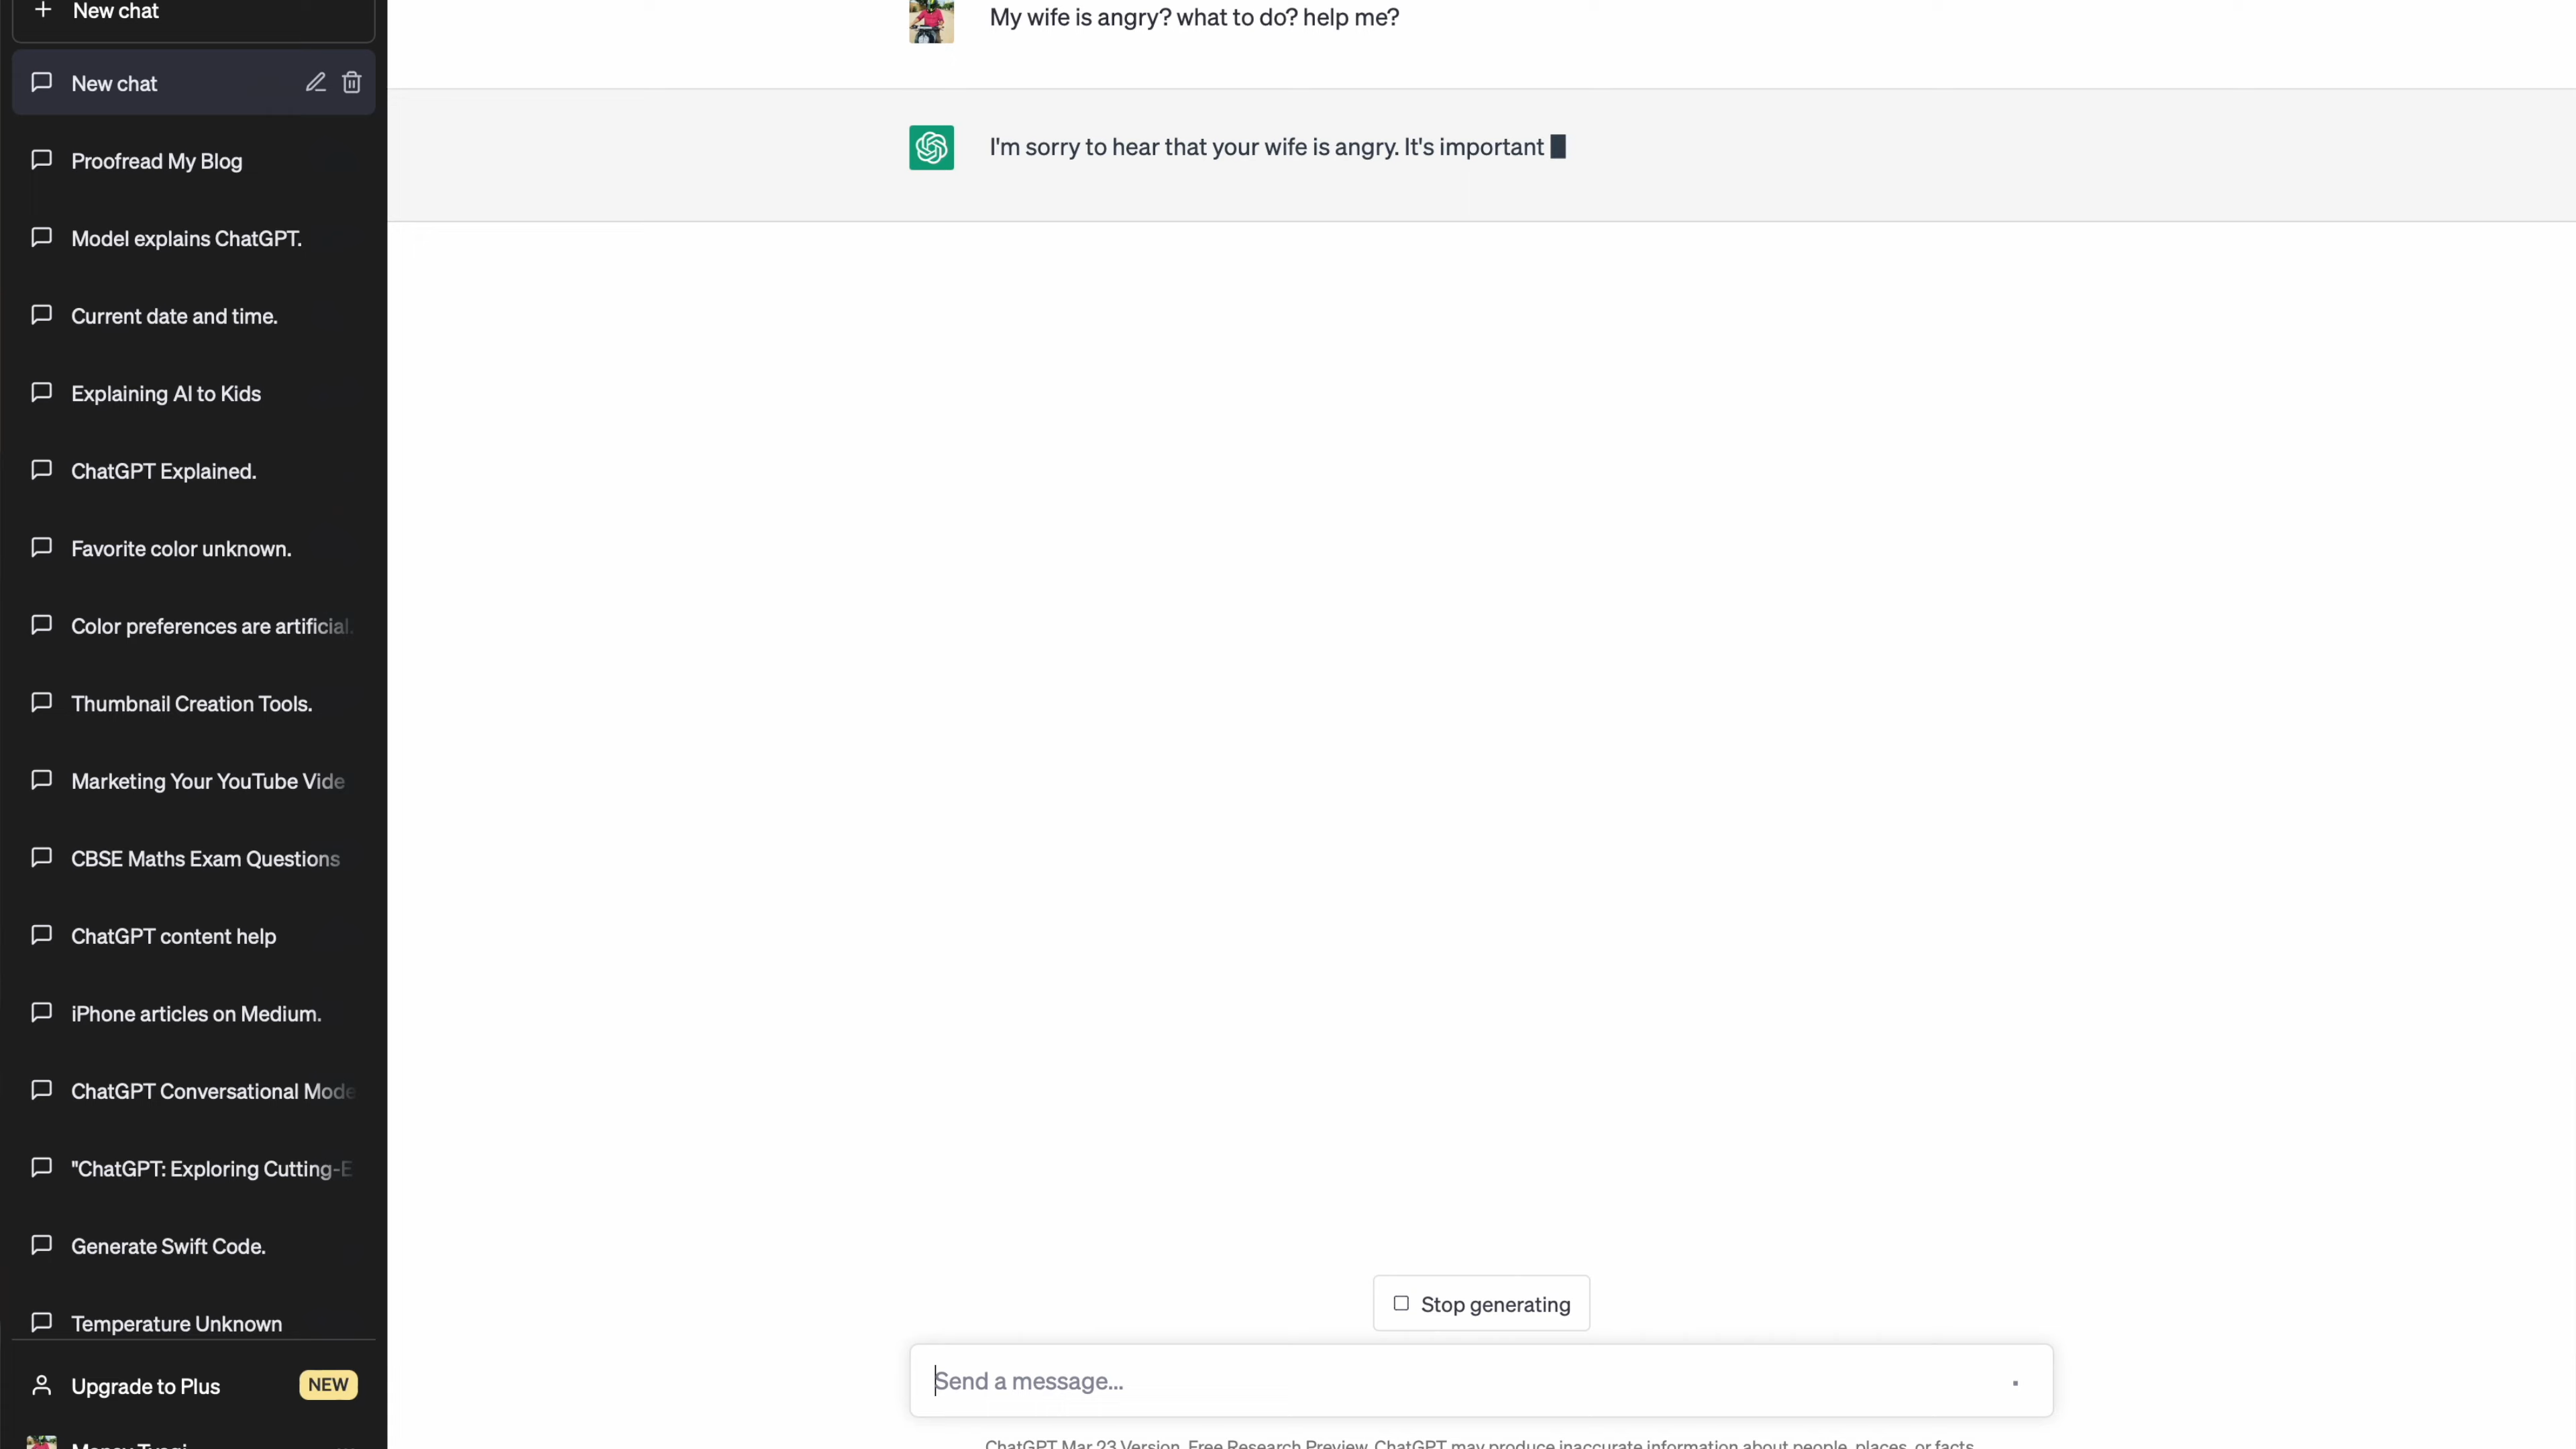 New chat
New chat
Proofread My Blog
Model explains ChatGPT.
Current date and time.
Explaining AI to Kids
ChatGPT Explained.
Favorite color unknown.
Color preferences are artificial.
Thumbnail Creation Tools.
Marketing Your YouTube Vide
CBSE Maths Exam Questions
ChatGPT content help
iPhone articles on Medium.
ChatGPT Conversational Mode
"ChatGPT: Exploring Cutting-E
Generate Swift Code.
Temperature Unknown
Upgrade to Plus NEW
My wife is angry? what to do? help me?
I'm sorry to hear that your wife is angry. It's important
Stop generating
Send a message...
ChatGPT Mar 23 Version. Free Research Preview. ChatGPT may produce inaccurate information about people, places, or facts